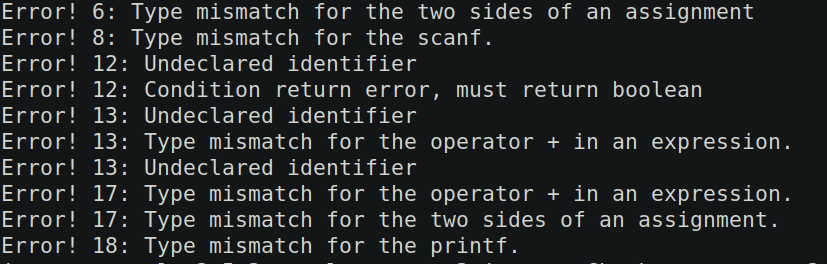 Error! 6: Type mismatch for the two sides of an assignment
Error! 8: Type mismatch for the scanf.
Error! 12: Undeclared identifier
Error! 12: Condition return error, must return boolean
Error! 13: Undeclared identifier
Error! 13: Type mismatch for the operator + in an expression.
Error! 13: Undeclared identifier
Error! 17: Type mismatch for the operator + in an expression.
Error! 17: Type mismatch for the two sides of an assignment.
Error! 18: Type mismatch for the printf.